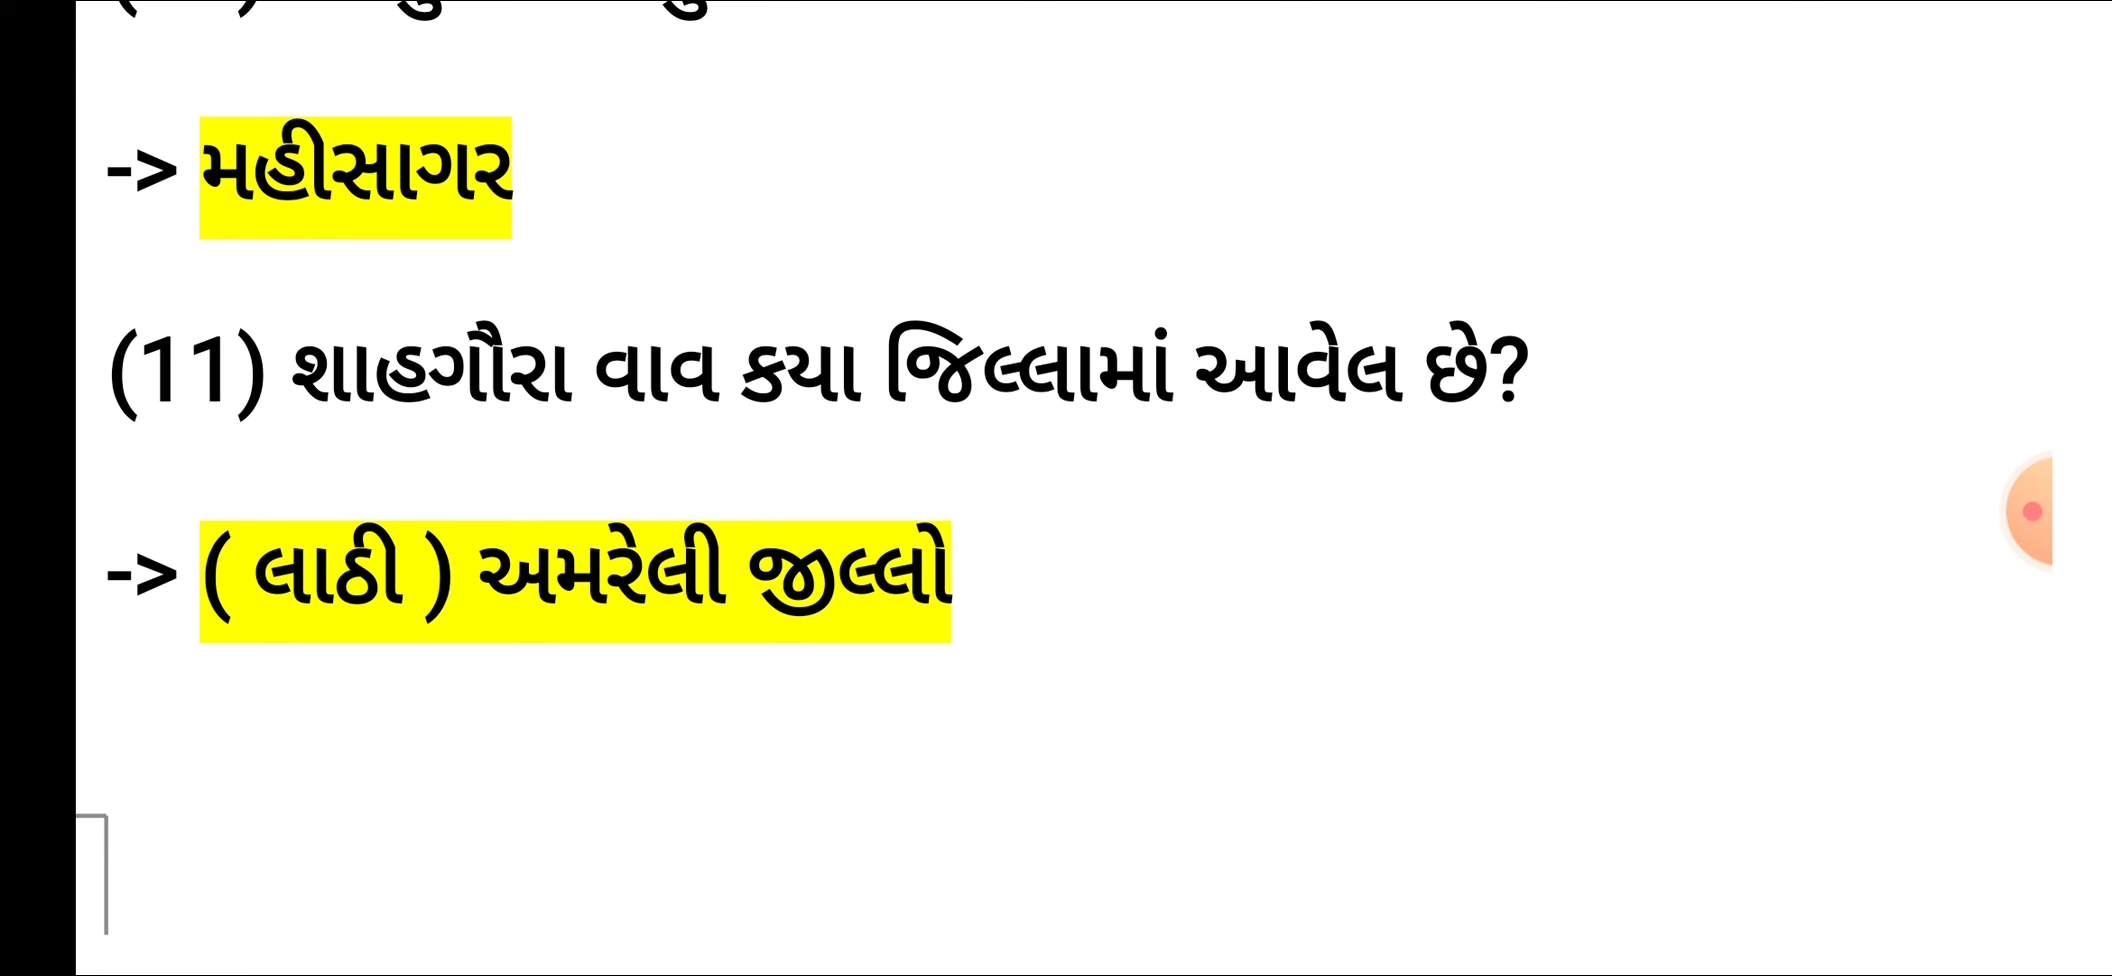 -> મહીસાગર
(11) શાહગૌરા વાવ કયા જિલ્લામાં આવેલ છે?
-> ( લાઠી ) અમરેલી જીલ્લો